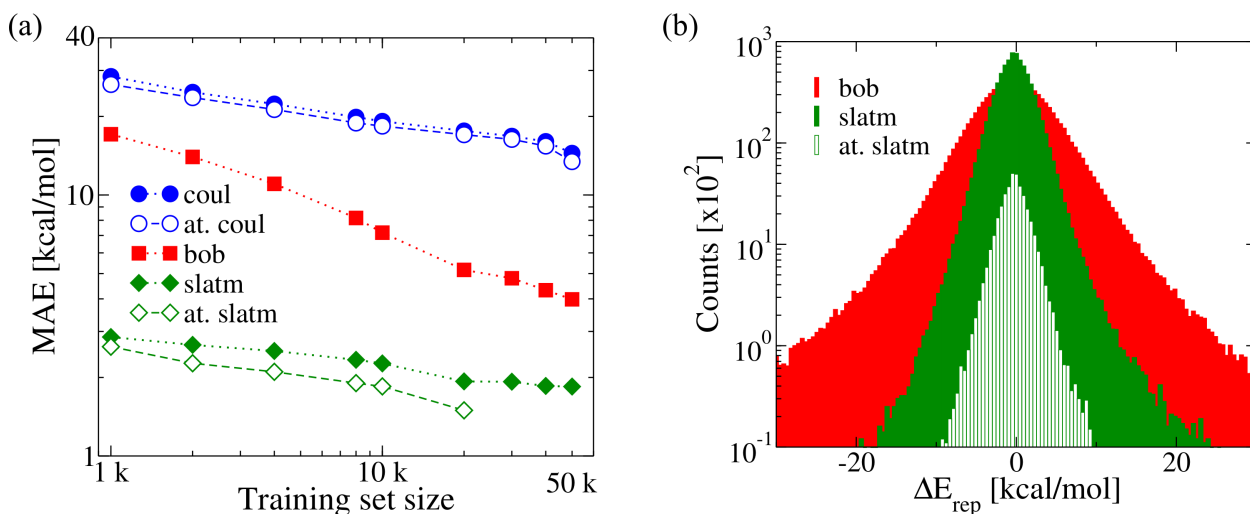 (a)
40
10
1
MAE [kcal/mol]
coul
at. coul
bob
slatm
at. slatm
1 k
10 k
50 k
Training set size
(b)
10^3
10^2
10^1
10^0
10^-1
Counts [x10^2]
bob
slatm
at. slatm
-20
0
20
ΔE_rep [kcal/mol]